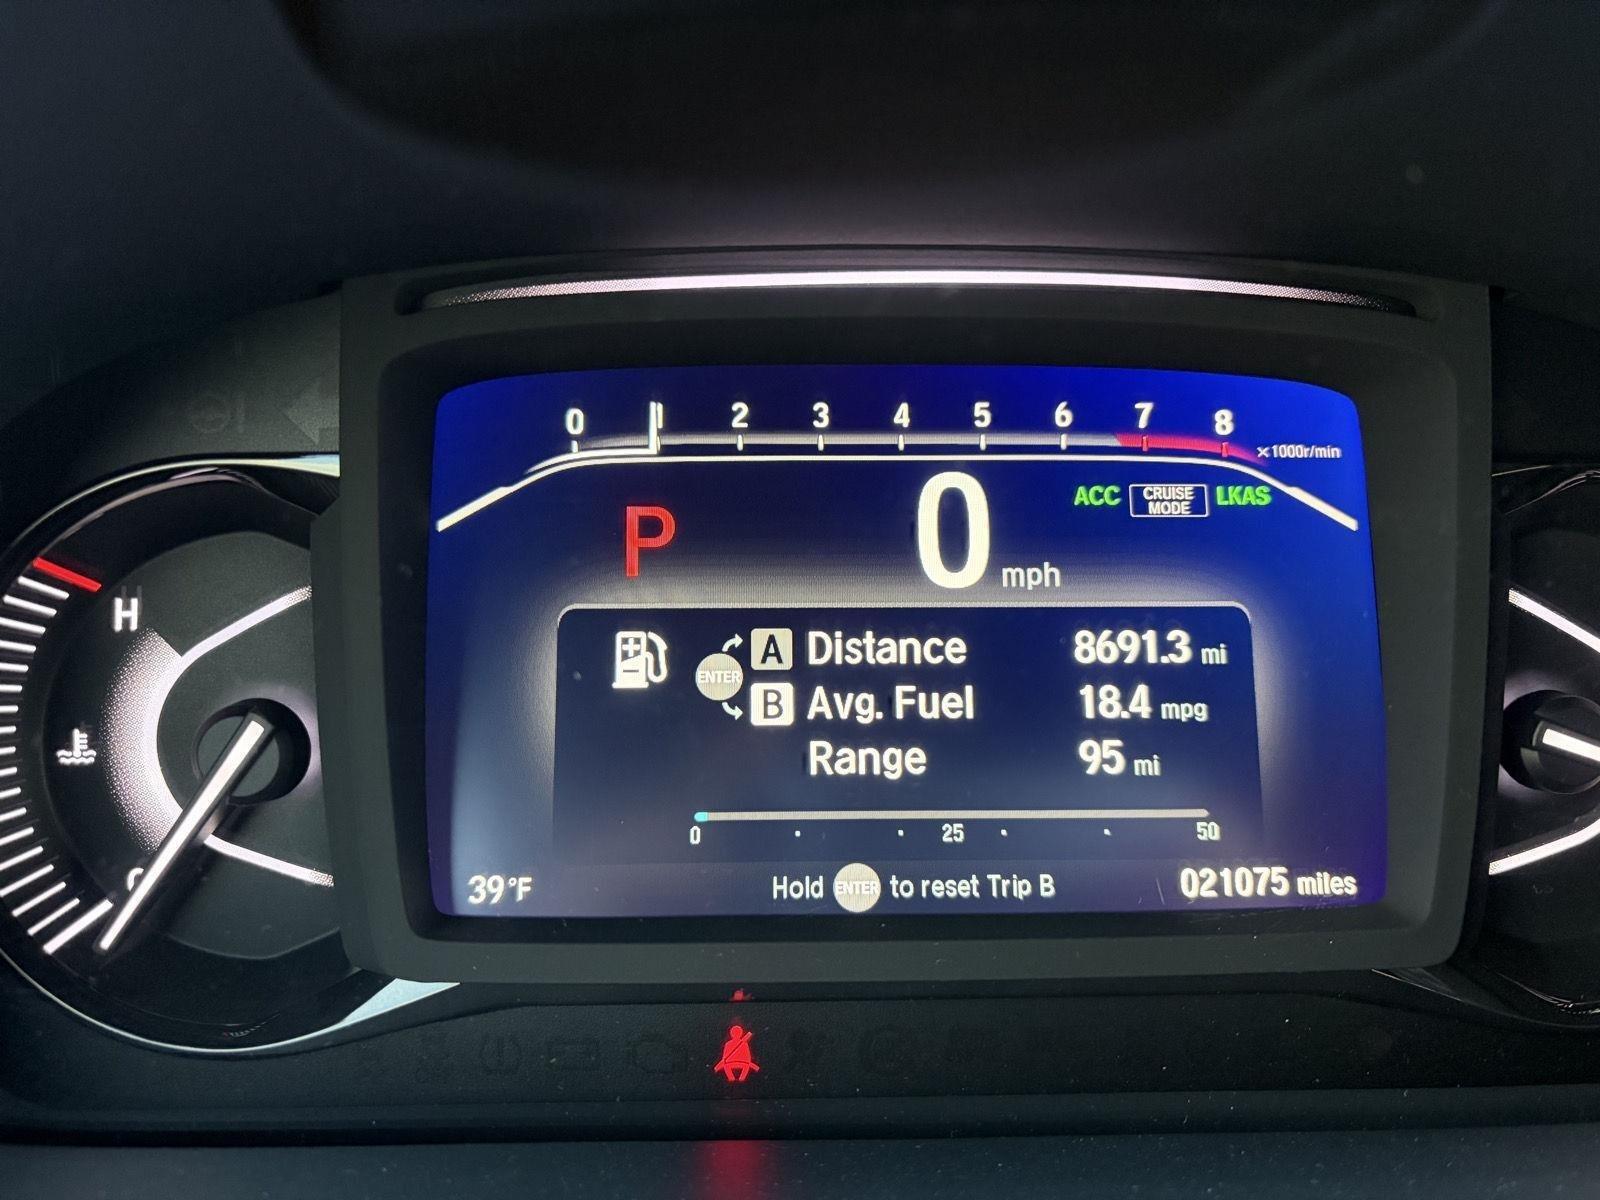 0 1 2 3 4 5 6 7 8
×1000r/min
ACC CRUISE MODE LKAS
P 0 mph
H
A Distance 8691.3 mi
ENTER
B Avg. Fuel 18.4 mpg
Range 95 mi
0 25 50
39°F
Hold ENTER to reset Trip B
021075 miles